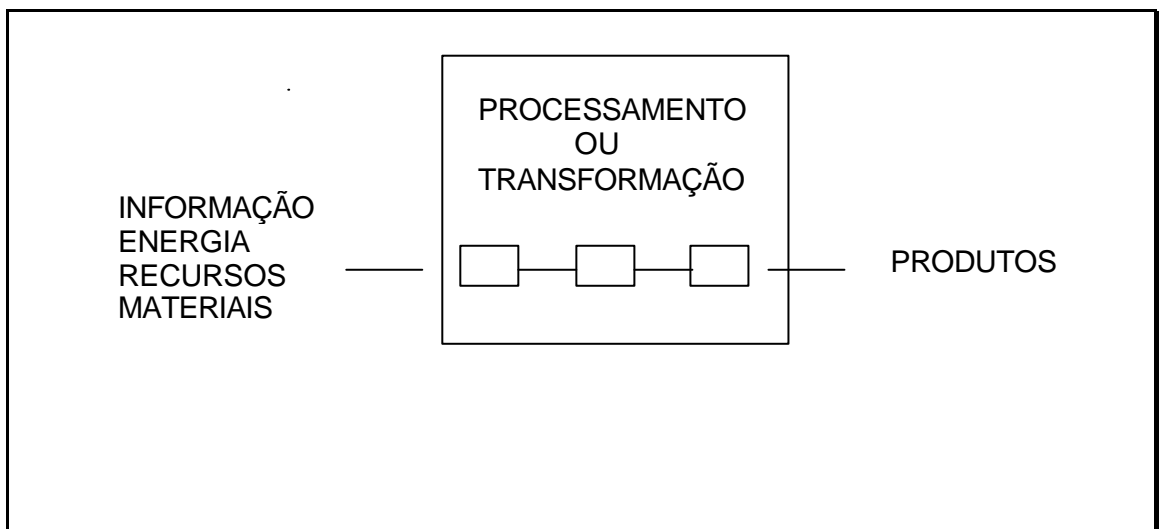 PROCESSAMENTO
OU
TRANSFORMAÇÃO
INFORMAÇÃO
ENERGIA
RECURSOS
MATERIAIS
PRODUTOS